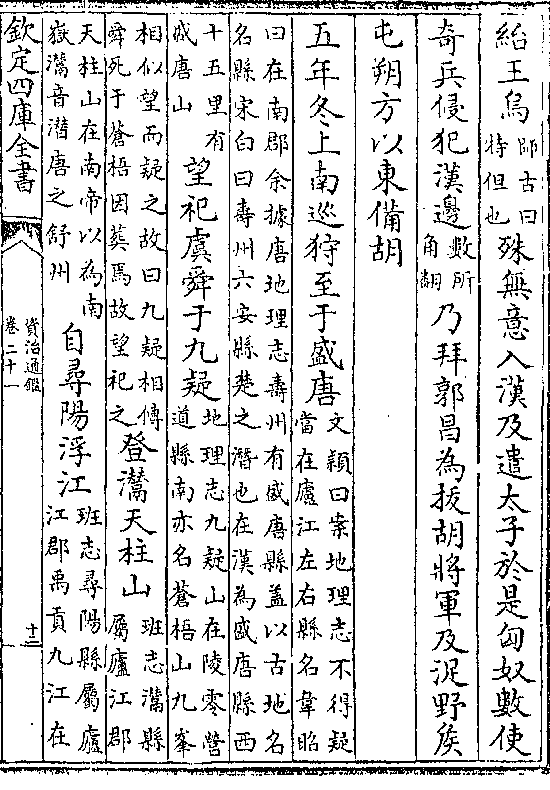 紿王烏師古曰特但也殊無意入漢及遣太子於是匈奴數使
奇兵侵犯漢邊數所角翻乃拜郭昌為拔胡將軍及浞野侯
屯朔方以東備胡
五年冬上南巡狩至于盛唐文穎曰案地理志不得疑當在廬江左右縣名韋昭
曰在南郡余據唐地理志壽州有盛唐縣蓋以古地名名縣宋白曰壽州六安縣楚之潛也在漢為盛唐縣西
十五里有盛唐山望祀虞舜于九疑地理志九疑山在陵零營道縣南亦名蒼梧山九峯
相似望而疑之故曰九疑相傳舜死于蒼梧因葬焉故望祀之登灊天柱山班志灊縣屬廬江郡
天柱山在南帝以為南嶽灊音潛唐之舒州自尋陽浮江班志尋陽縣屬廬江郡禹貢九江在
欽定四庫全書
資治通鑑
卷二十一
十二